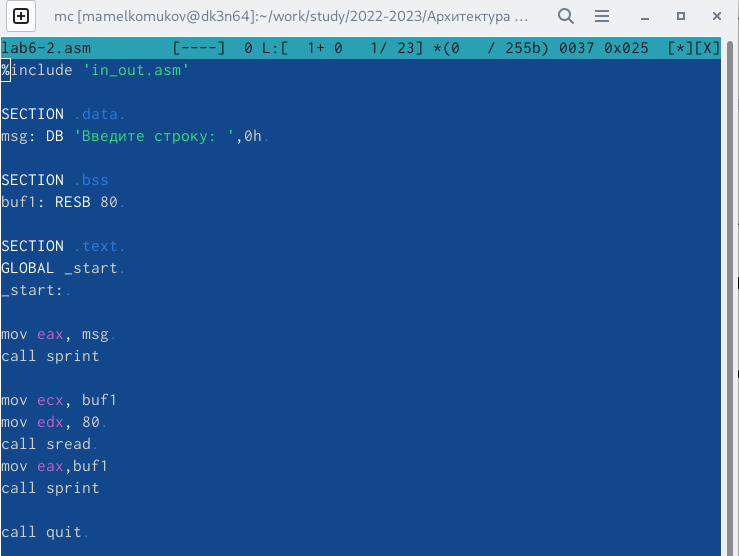 mc [mamelkomukov@dk3n64]:~/work/study/2022-2023/Архитектура ...
lab6-2.asm [----] 0 L:[ 1+ 0 1/ 23] *(0 / 255b) 0037 0x025 [*][X]
%include 'in_out.asm'
SECTION .data.
msg: DB 'Введите строку: ',0h.
SECTION .bss
buf1: RESB 80.
SECTION .text.
GLOBAL _start.
_start:.
mov eax, msg.
call sprint
mov ecx, buf1
mov edx, 80.
call sread.
mov eax,buf1
call sprint
call quit.